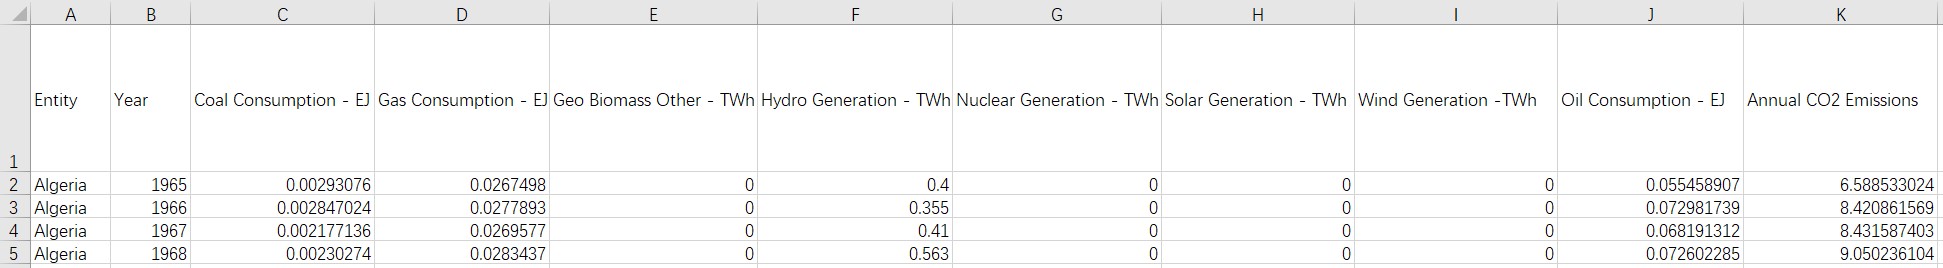 A B C D E F G H I J K
1 Entity Year Coal Consumption - EJ Gas Consumption - EJ Geo Biomass Other - TWh Hydro Generation - TWh Nuclear Generation - TWh Solar Generation - TWh Wind Generation -TWh Oil Consumption - EJ Annual CO2 Emissions
2 Algeria 1965 0.00293076 0.0267498 0 0.4 0 0 0 0.055458907 6.588533024
3 Algeria 1966 0.002847024 0.0277893 0 0.355 0 0 0 0.072981739 8.420861569
4 Algeria 1967 0.002177136 0.0269577 0 0.41 0 0 0 0.068191312 8.431587403
5 Algeria 1968 0.00230274 0.0283437 0 0.563 0 0 0 0.072602285 9.050236104